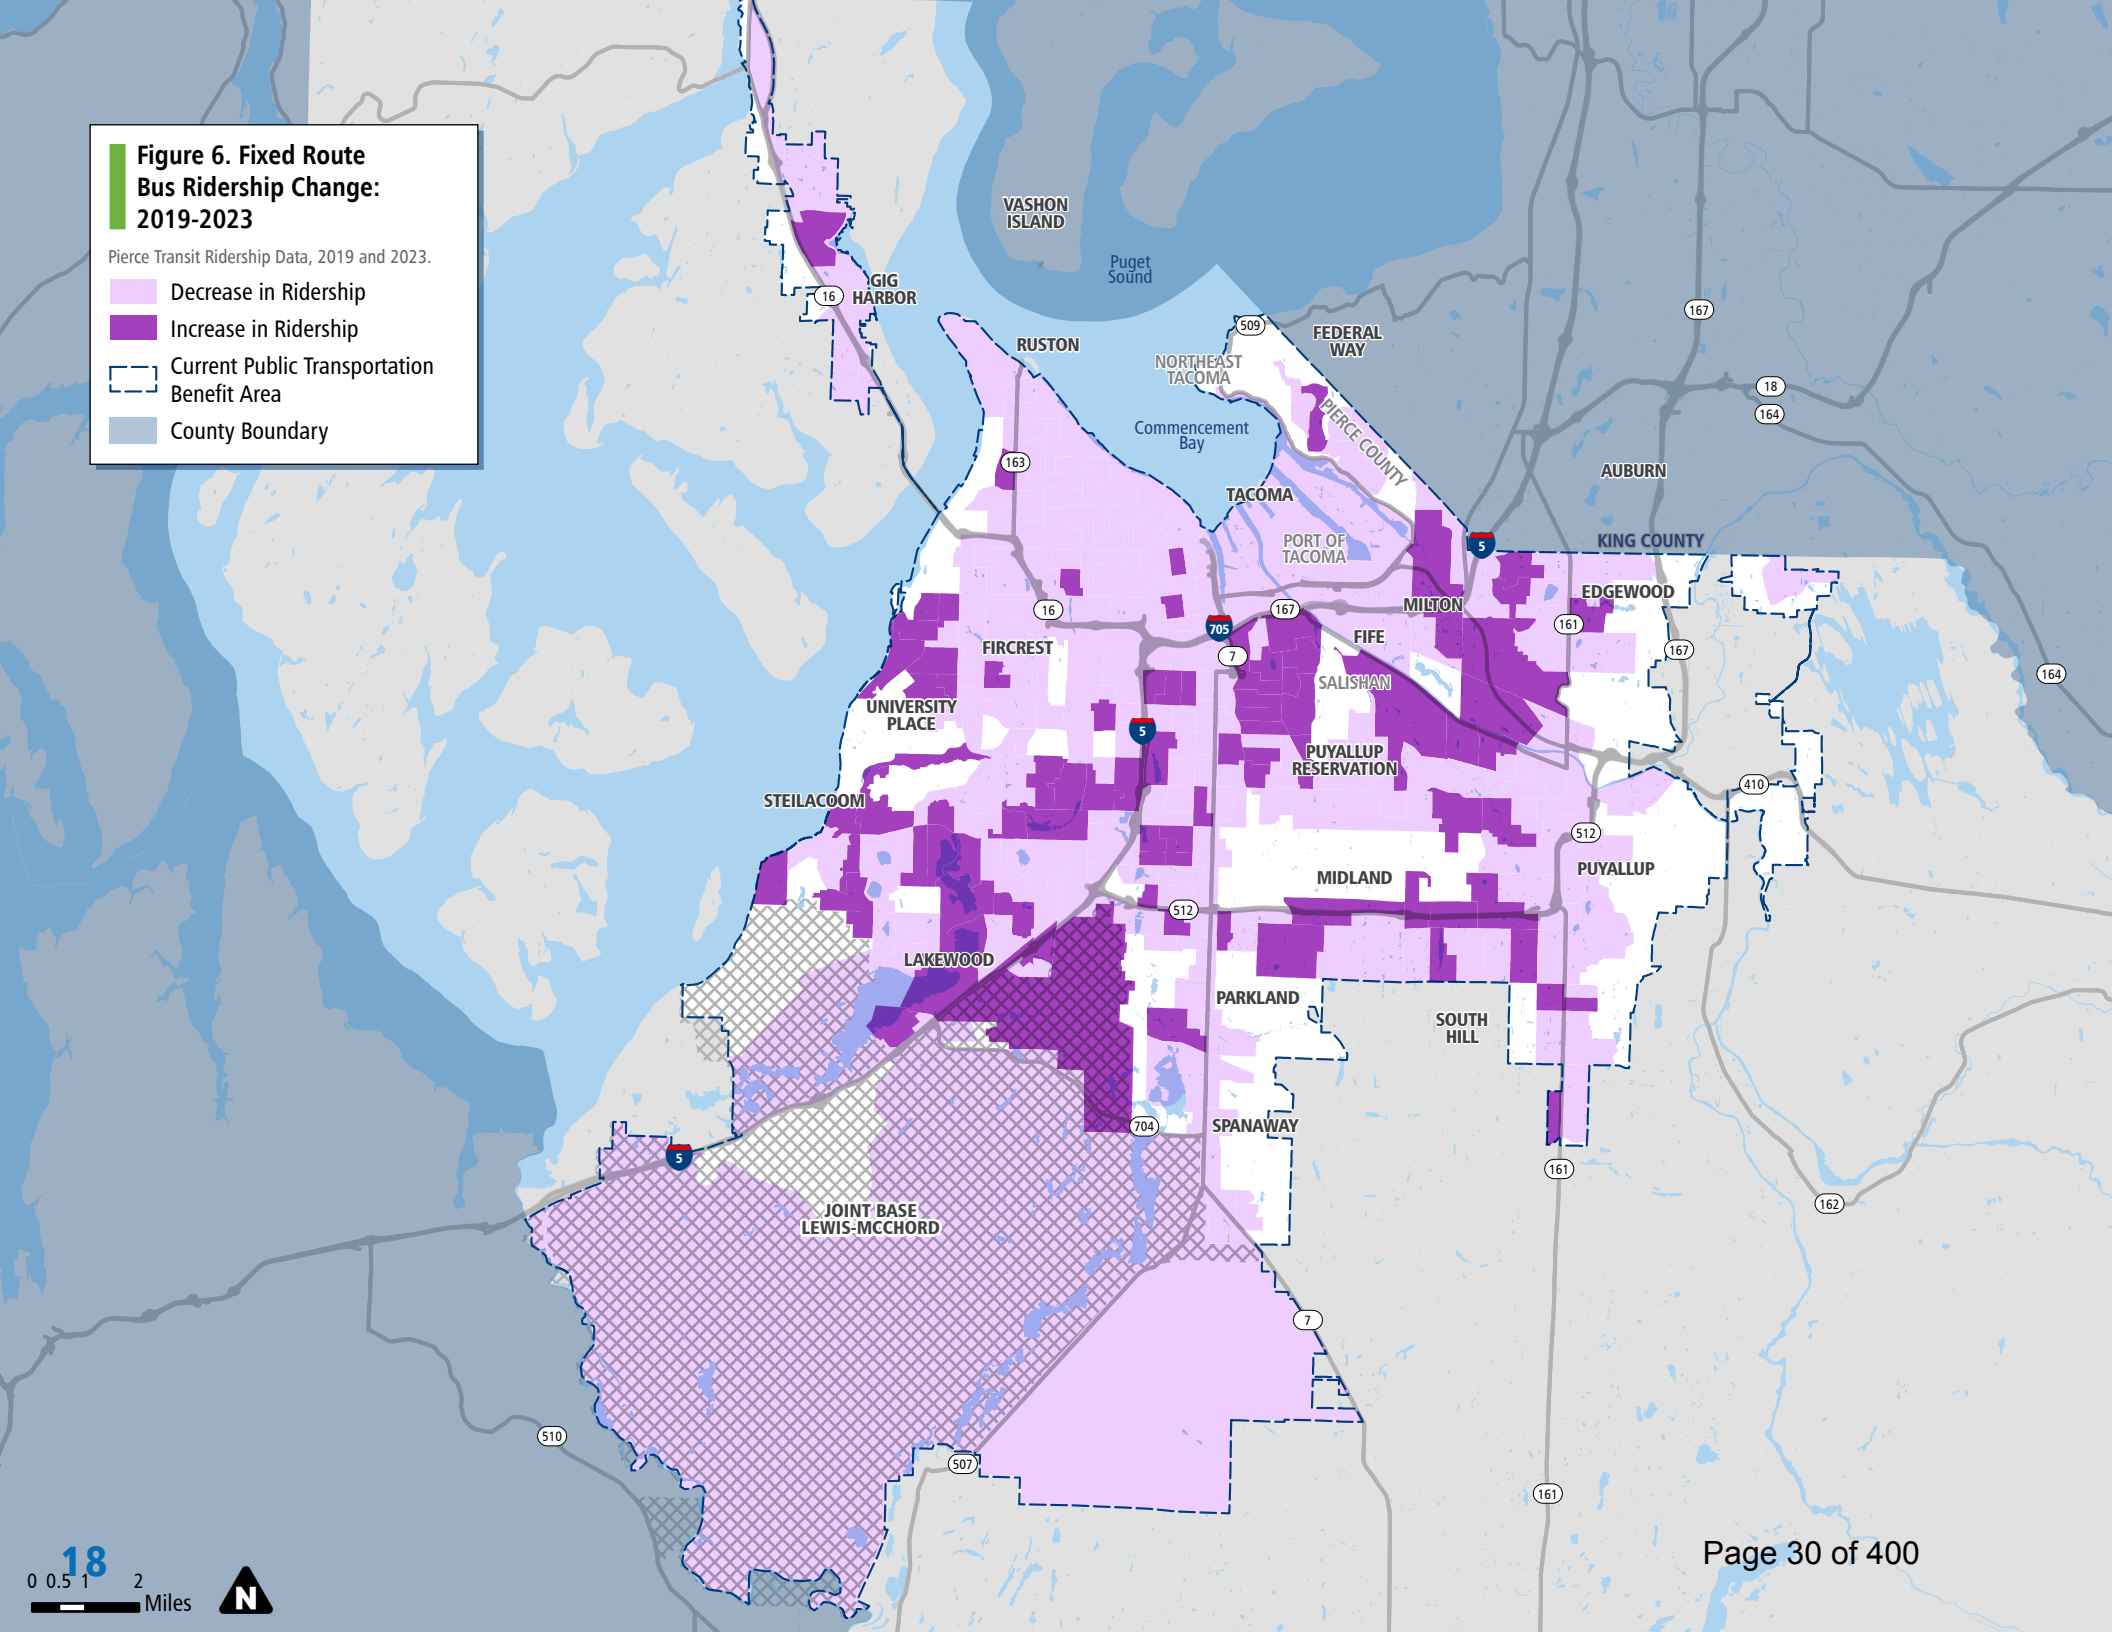 Figure 6. Fixed Route
Bus Ridership Change:
2019-2023
Pierce Transit Ridership Data, 2019 and 2023.
Decrease in Ridership
Increase in Ridership
Current Public Transportation
Benefit Area
County Boundary
VASHON
ISLAND
Puget
Sound
GIG
HARBOR
16
167
509
FEDERAL
WAY
RUSTON
NORTHEAST
TACOMA
18
164
PIERCE COUNTY
Commencement
Bay
163
AUBURN
TACOMA
PORT OF
TACOMA
5
KING COUNTY
EDGEWOOD
16
167
MILTON
161
705
FIFE
FIRCREST
7
167
164
SALISHAN
UNIVERSITY
PLACE
5
PUYALLUP
RESERVATION
410
STEILACOOM
512
MIDLAND
PUYALLUP
512
LAKEWOOD
PARKLAND
SOUTH
HILL
704
SPANAWAY
5
161
162
JOINT BASE
LEWIS-MCCHORD
7
510
507
161
Page 30 of 400
18
0 0.5 1 2
Miles
N